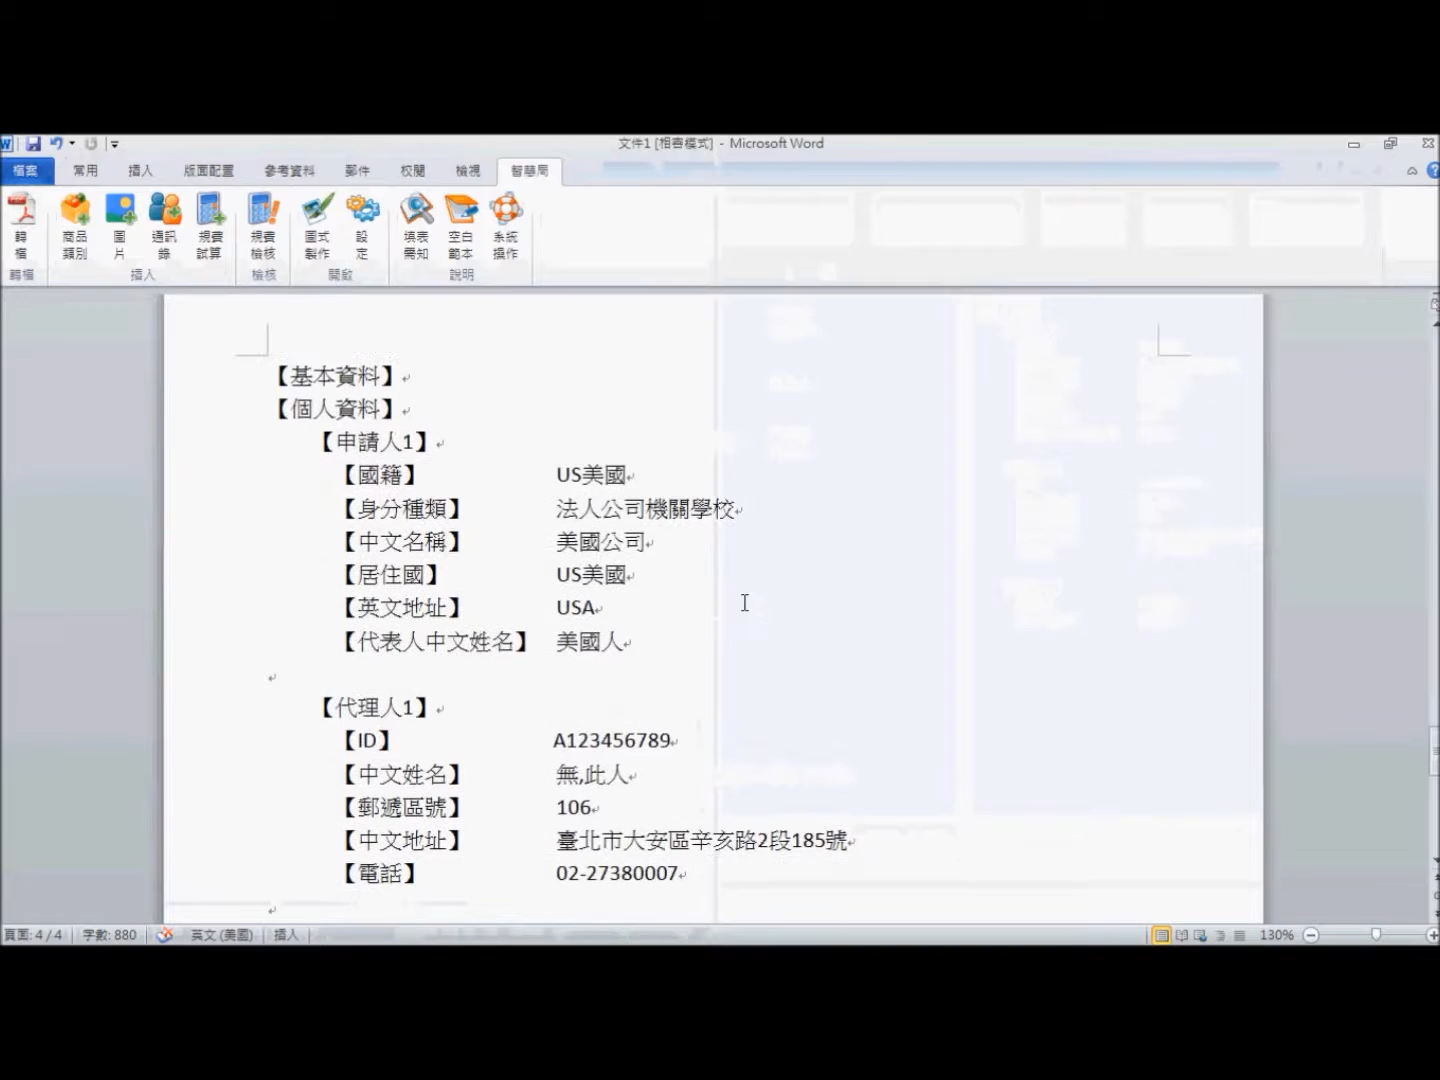 文件1 [相容模式] - Microsoft Word
檔案 常用 插入 版面配置 參考資料 郵件 校閱 檢視 智慧局
轉檔 商品類別 圖片 通訊錄 規費試算 規費檢核 圖式製作 設定 填表需知 空白範本 系統操作
轉檔 插入 檢核 開啟 說明
【基本資料】
【個人資料】
【申請人1】
【國籍】 US美國
【身分種類】 法人公司機關學校
【中文名稱】 美國公司
【居住國】 US美國
【英文地址】 USA
【代表人中文姓名】 美國人
【代理人1】
【ID】 A123456789
【中文姓名】 無,此人
【郵遞區號】 106
【中文地址】 臺北市大安區辛亥路2段185號
【電話】 02-27380007
頁面: 4 / 4 字數: 880 英文 (美國) 插入 130%